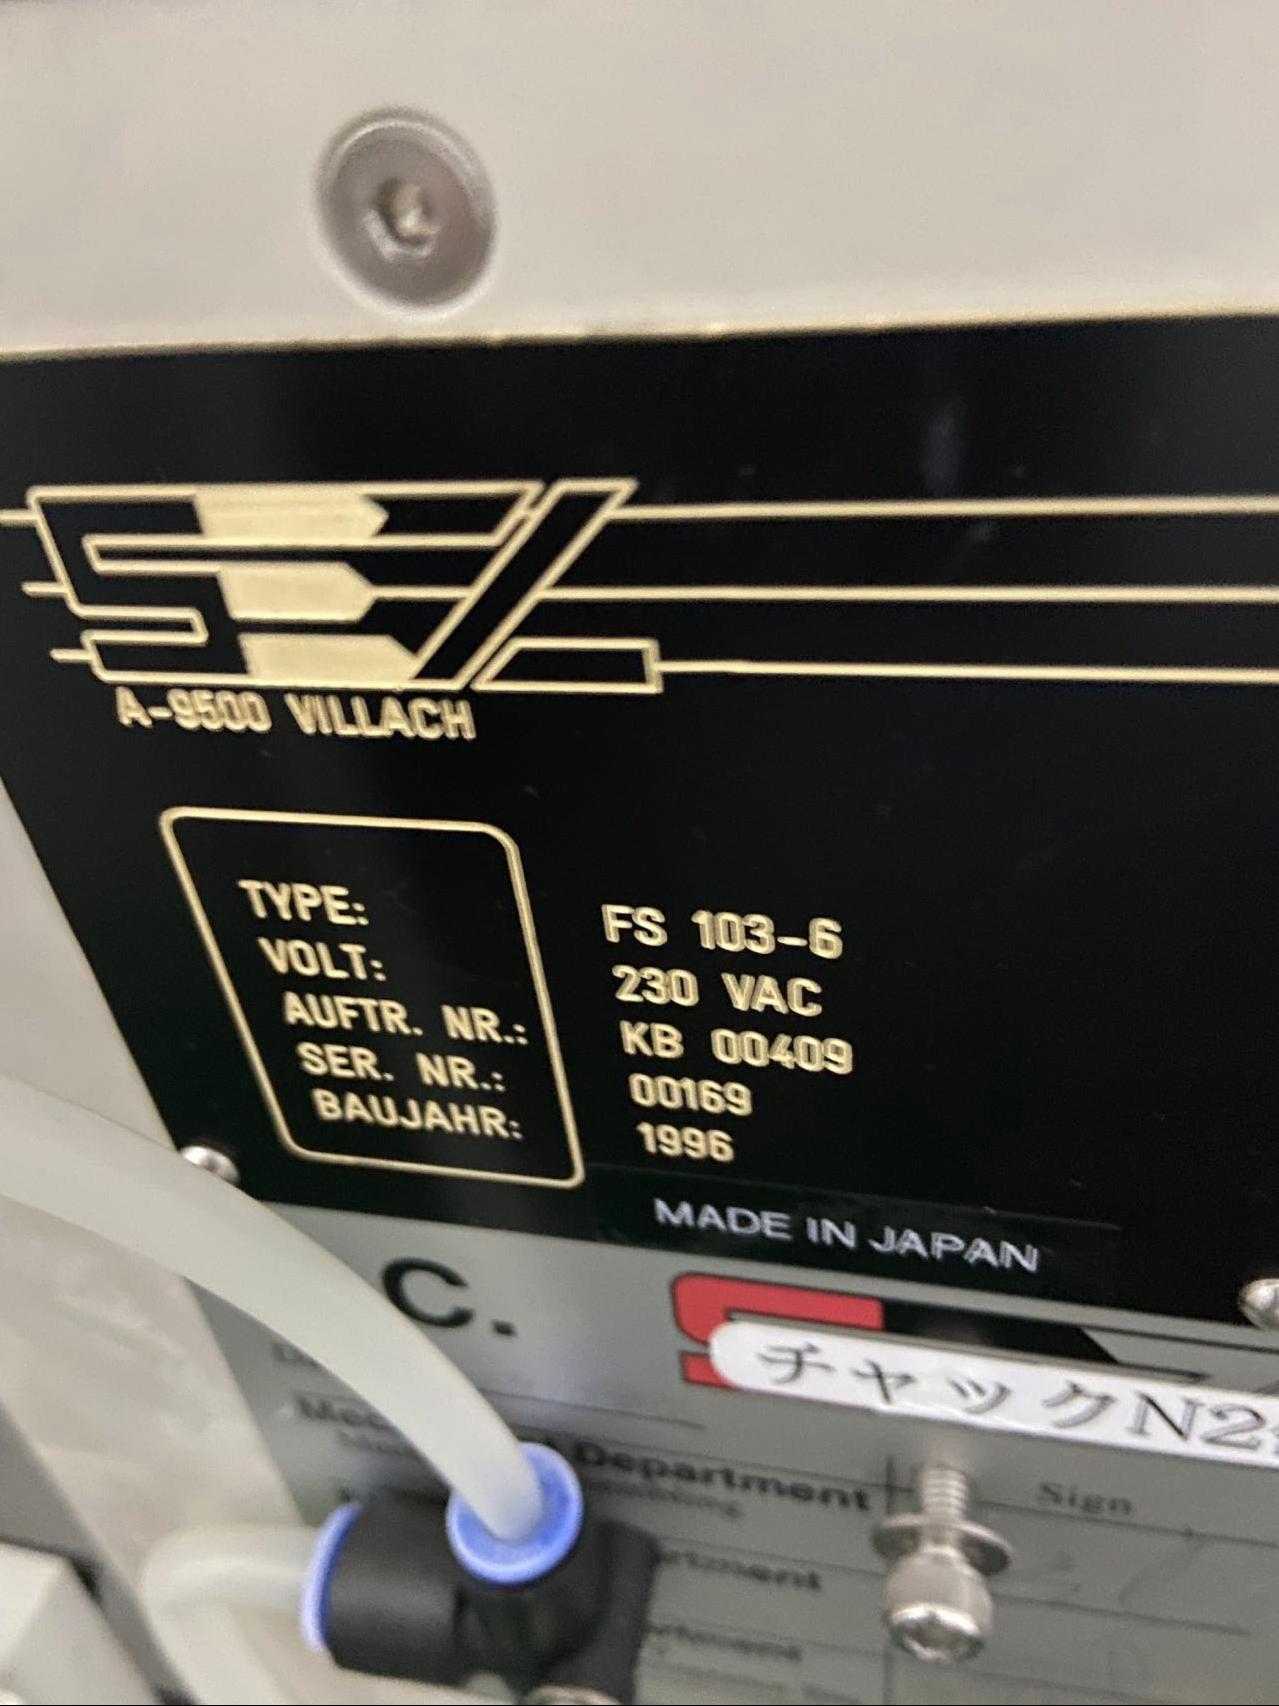 SEZ
A-9500 VILLACH
TYPE: FS 103-6
VOLT: 230 VAC
AUFTR. NR.: KB 00409
SER. NR.: 00169
BAUJAHR: 1996
MADE IN JAPAN
C.
チャックN2
Department
Sign